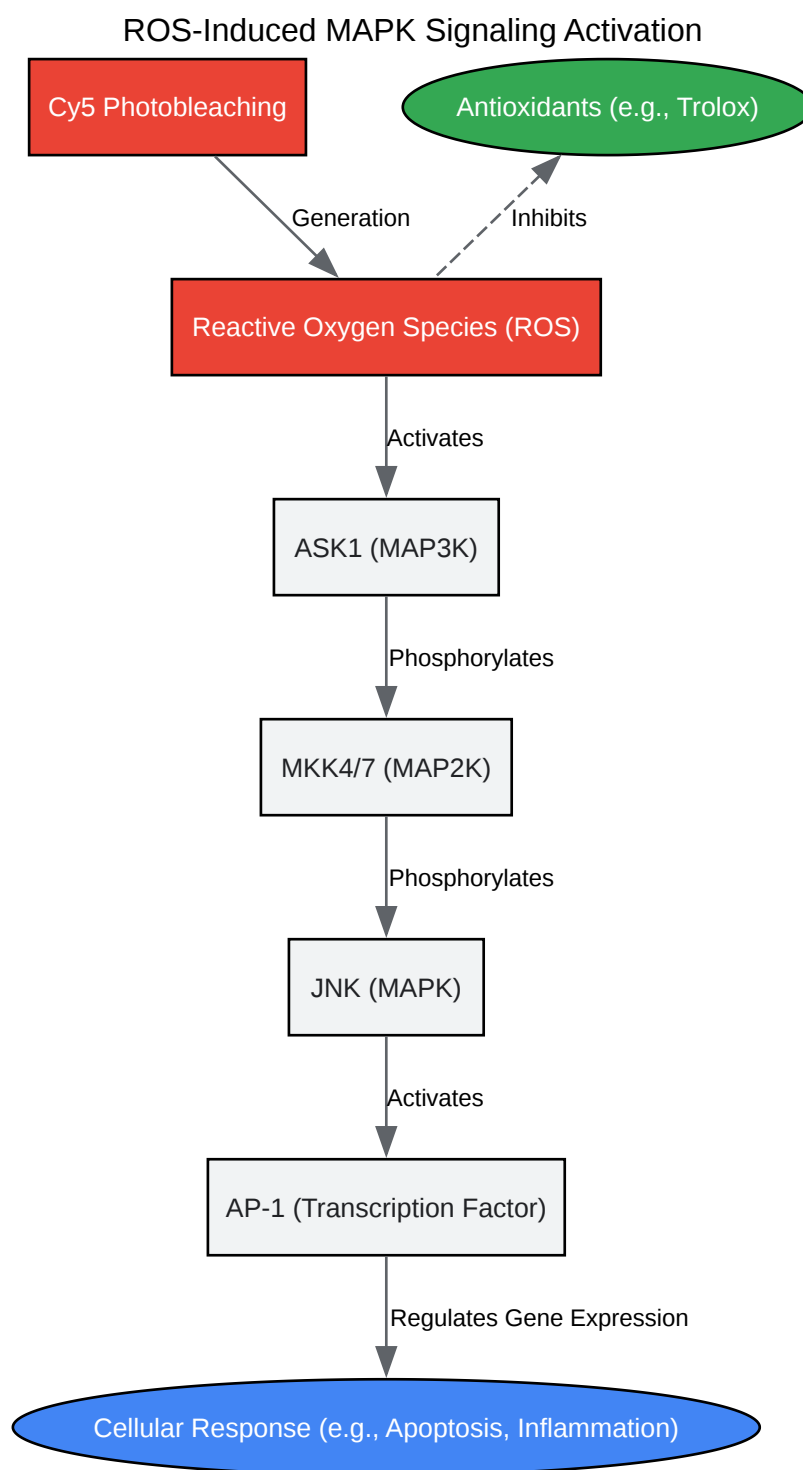 ROS-Induced MAPK Signaling Activation
Cy5 Photobleaching
Antioxidants (e.g., Trolox)
Generation
Inhibits
Reactive Oxygen Species (ROS)
Activates
ASK1 (MAP3K)
Phosphorylates
MKK4/7 (MAP2K)
Phosphorylates
JNK (MAPK)
Activates
AP-1 (Transcription Factor)
Regulates Gene Expression
Cellular Response (e.g., Apoptosis, Inflammation)